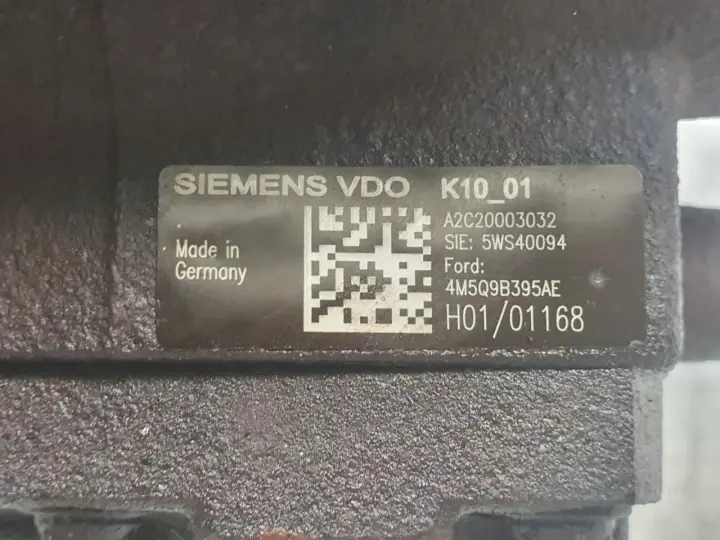 SIEMENS VDO K10_01
A2C20003032
SIE: 5WS40094
Made in
Germany
Ford:
4M5Q9B395AE
H01/01168